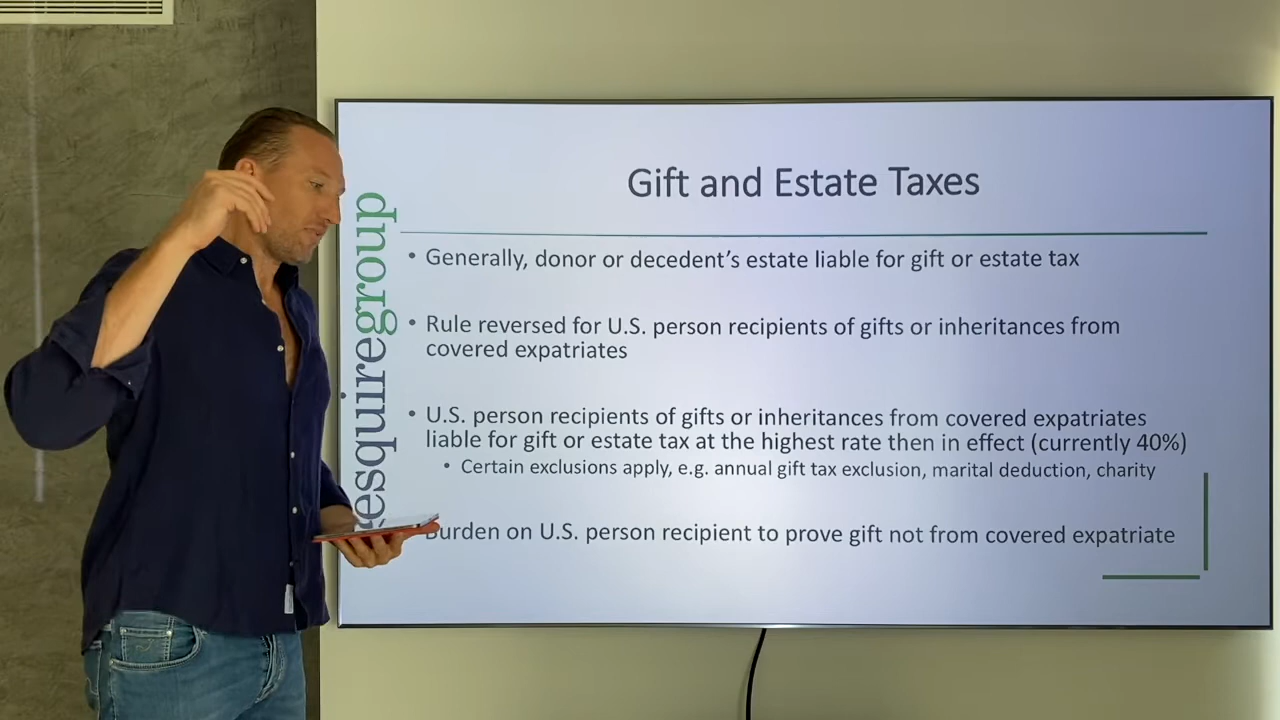 Gift and Estate Taxes
esquiregroup
• Generally, donor or decedent's estate liable for gift or estate tax
• Rule reversed for U.S. person recipients of gifts or inheritances from
covered expatriates
• U.S. person recipients of gifts or inheritances from covered expatriates
liable for gift or estate tax at the highest rate then in effect (currently 40%)
• Certain exclusions apply, e.g. annual gift tax exclusion, marital deduction, charity
Burden on U.S. person recipient to prove gift not from covered expatriate